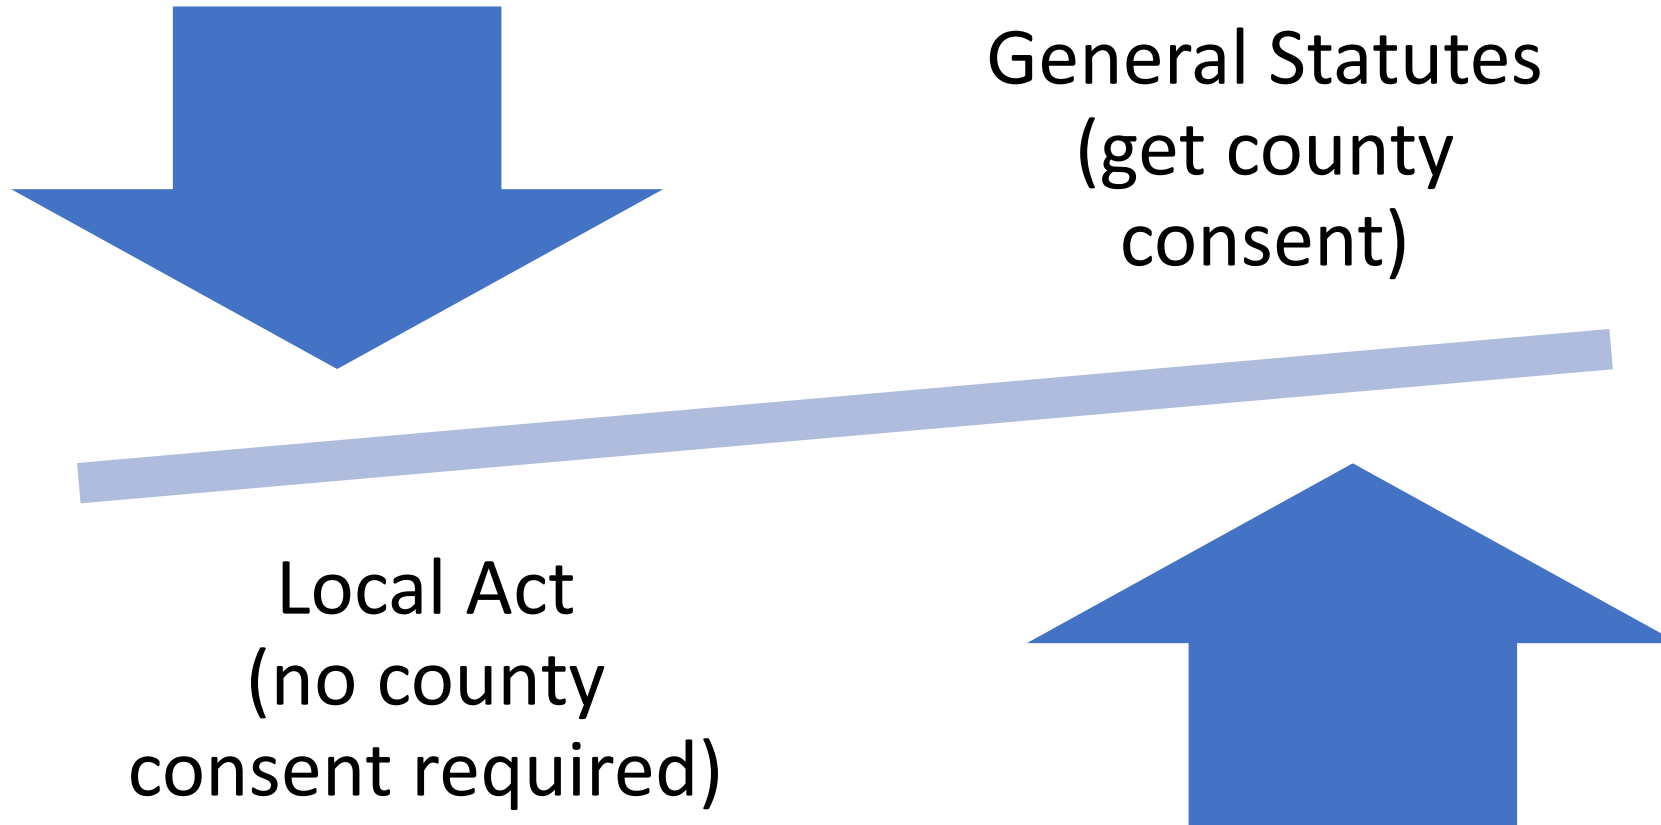 General Statutes
(get county
consent)
Local Act
(no county
consent required)